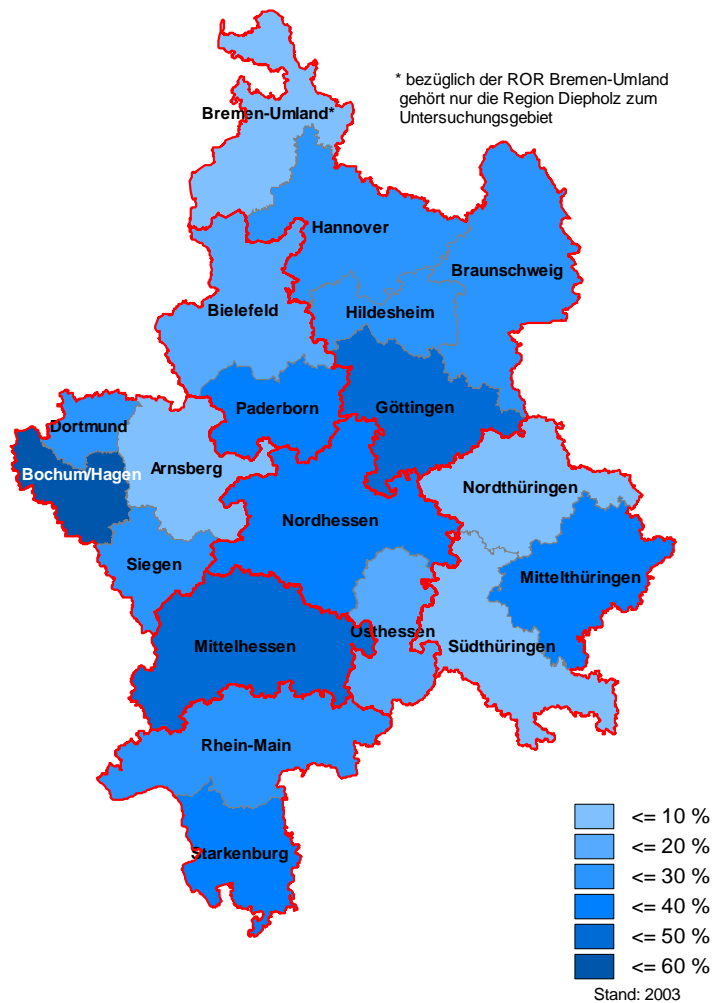 * bezüglich der ROR Bremen-Umland
gehört nur die Region Diepholz zum
Untersuchungsgebiet
Bremen-Umland*
Hannover
Braunschweig
Bielefeld
Hildesheim
Paderborn
Göttingen
Dortmund
Bochum/Hagen
Arnsberg
Nordthüringen
Nordhessen
Siegen
Mittelthüringen
Osthessen
Mittelhessen
Südthüringen
Rhein-Main
Starkenburg
<= 10 %
<= 20 %
<= 30 %
<= 40 %
<= 50 %
<= 60 %
Stand: 2003